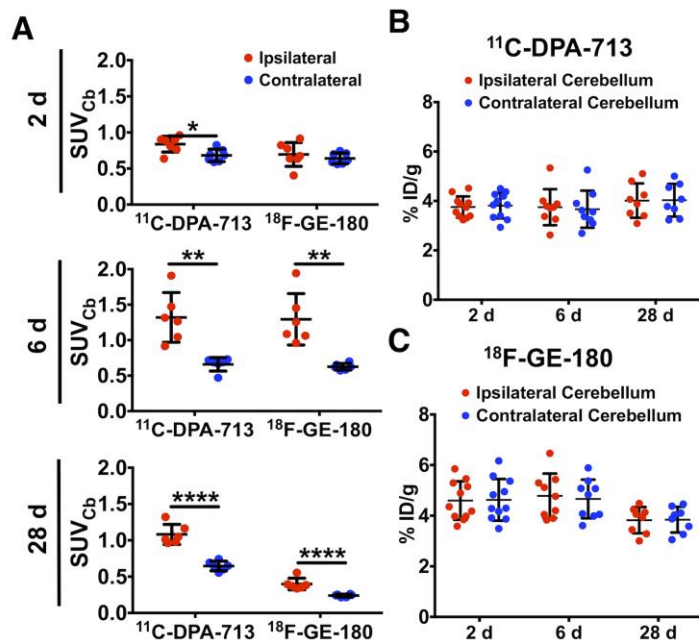 A
2 d
SUVCb
2.0
1.5
1.0
0.5
0.0
Ipsilateral
Contralateral
*
11C-DPA-713 18F-GE-180
6 d
SUVCb
2.0
1.5
1.0
0.5
0.0
** **
11C-DPA-713 18F-GE-180
28 d
SUVCb
2.0
1.5
1.0
0.5
0.0
****
****
11C-DPA-713 18F-GE-180
B
11C-DPA-713
Ipsilateral Cerebellum
Contralateral Cerebellum
% ID/g
8
6
4
2
0
2 d 6 d 28 d
C
18F-GE-180
Ipsilateral Cerebellum
Contralateral Cerebellum
% ID/g
8
6
4
2
0
2 d 6 d 28 d